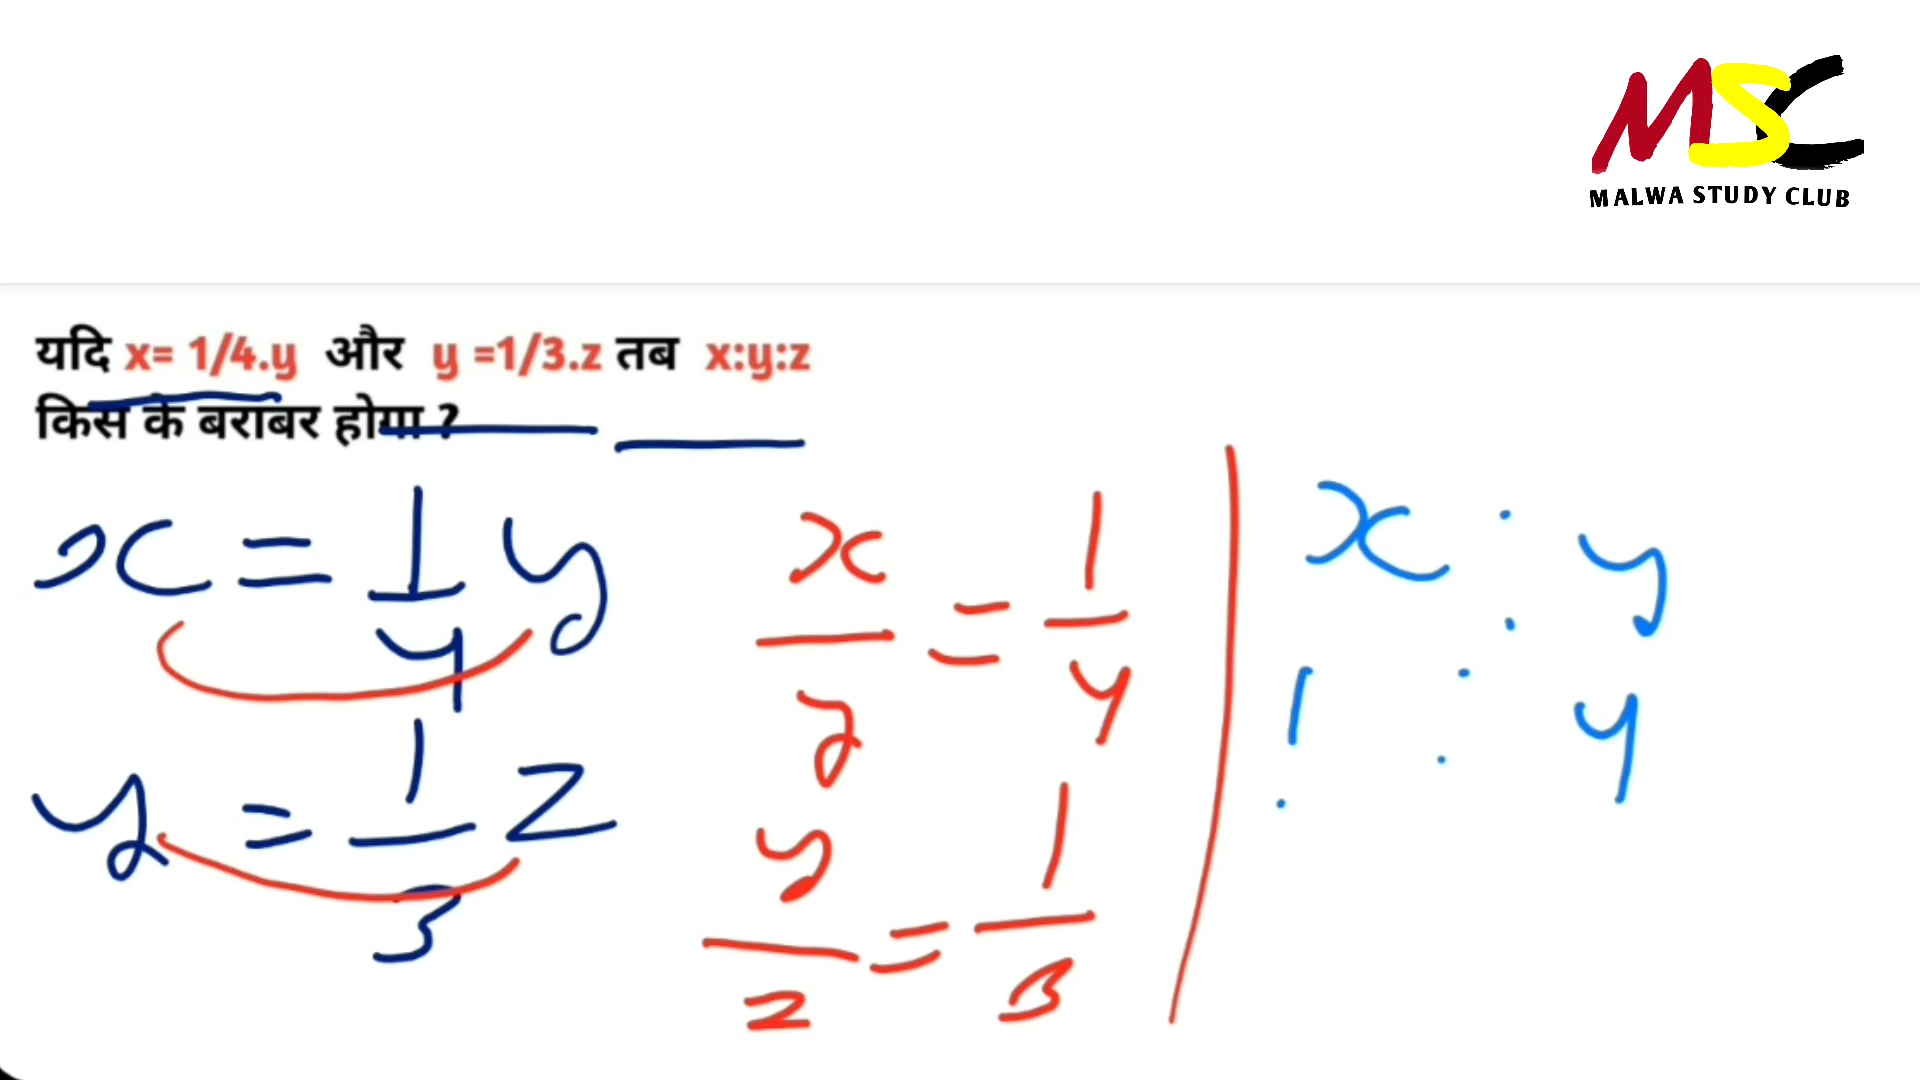 MSC
MALWA STUDY CLUB
यदि x= 1/4.y और y =1/3.z तब x:y:z
किस के बराबर होगा ?
x = 1/4 y
y = 1/3 z
x/y = 1/4
y/z = 1/3
x : y
1 : 4